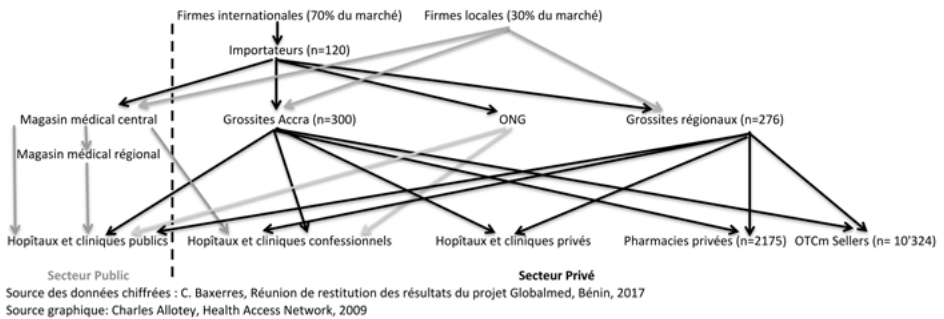 Firmes internationales (70% du marché) Firmes locales (30% du marché)
Importateurs (n=120)
Magasin médical central Grossites Accra (n=300) ONG Grossites régionaux (n=276)
Magasin médical régional
Hopîtaux et cliniques publics Hopîtaux et cliniques confessionnels Hopîtaux et cliniques privés Pharmacies privées (n=2175) OTCm Sellers (n= 10'324)
Secteur Public Secteur Privé
Source des données chiffrées : C. Baxerres, Réunion de restitution des résultats du projet Globalmed, Bénin, 2017
Source graphique: Charles Allotey, Health Access Network, 2009